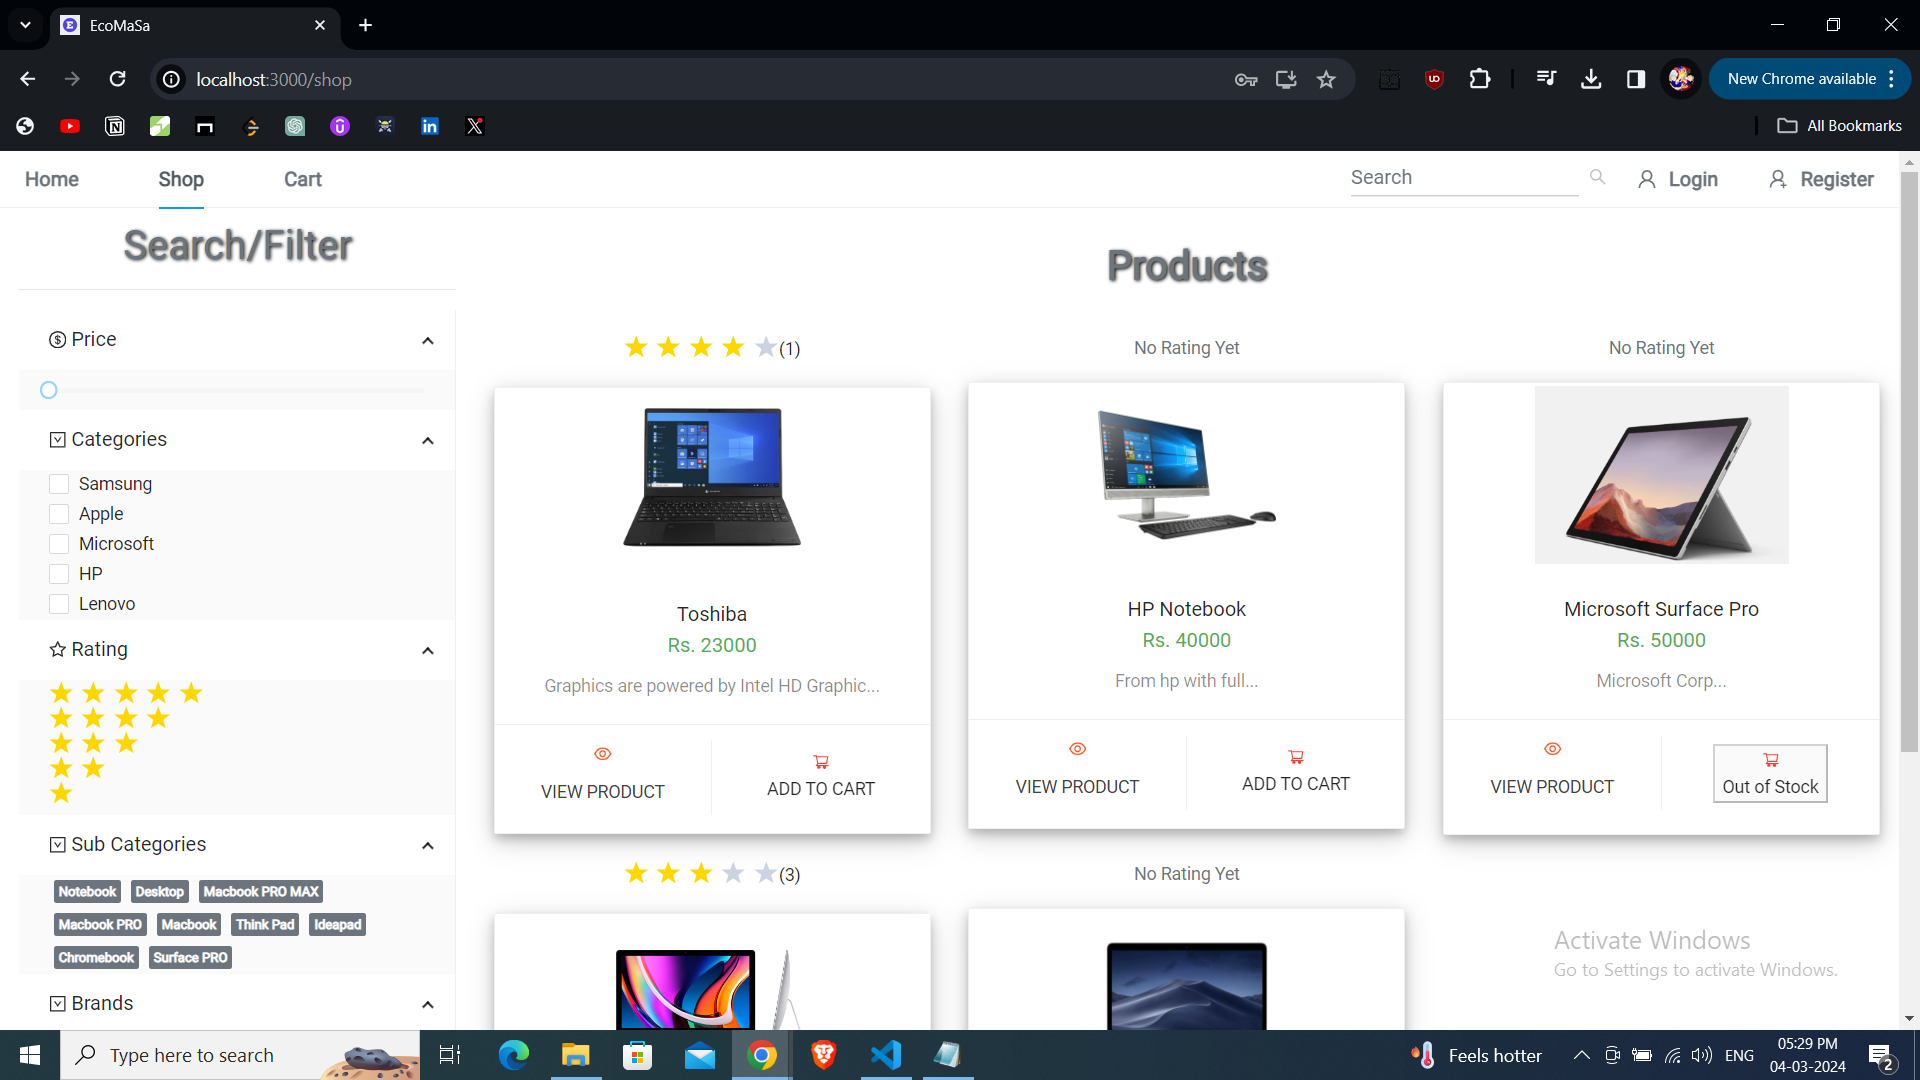 EcoMaSa
localhost:3000/shop
New Chrome available
All Bookmarks
Home Shop Cart Search Login Register
Search/Filter
Products
Price
Categories
Samsung
Apple
Microsoft
HP
Lenovo
Rating
Sub Categories
Notebook Desktop Macbook PRO MAX
Macbook PRO Macbook Think Pad Ideapad
Chromebook Surface PRO
Brands
(1)
Toshiba
Rs. 23000
Graphics are powered by Intel HD Graphic...
VIEW PRODUCT ADD TO CART
No Rating Yet
HP Notebook
Rs. 40000
From hp with full...
VIEW PRODUCT ADD TO CART
No Rating Yet
Microsoft Surface Pro
Rs. 50000
Microsoft Corp...
VIEW PRODUCT Out of Stock
(3)
No Rating Yet
Activate Windows
Go to Settings to activate Windows.
Type here to search
Feels hotter
ENG
05:29 PM
04-03-2024
2